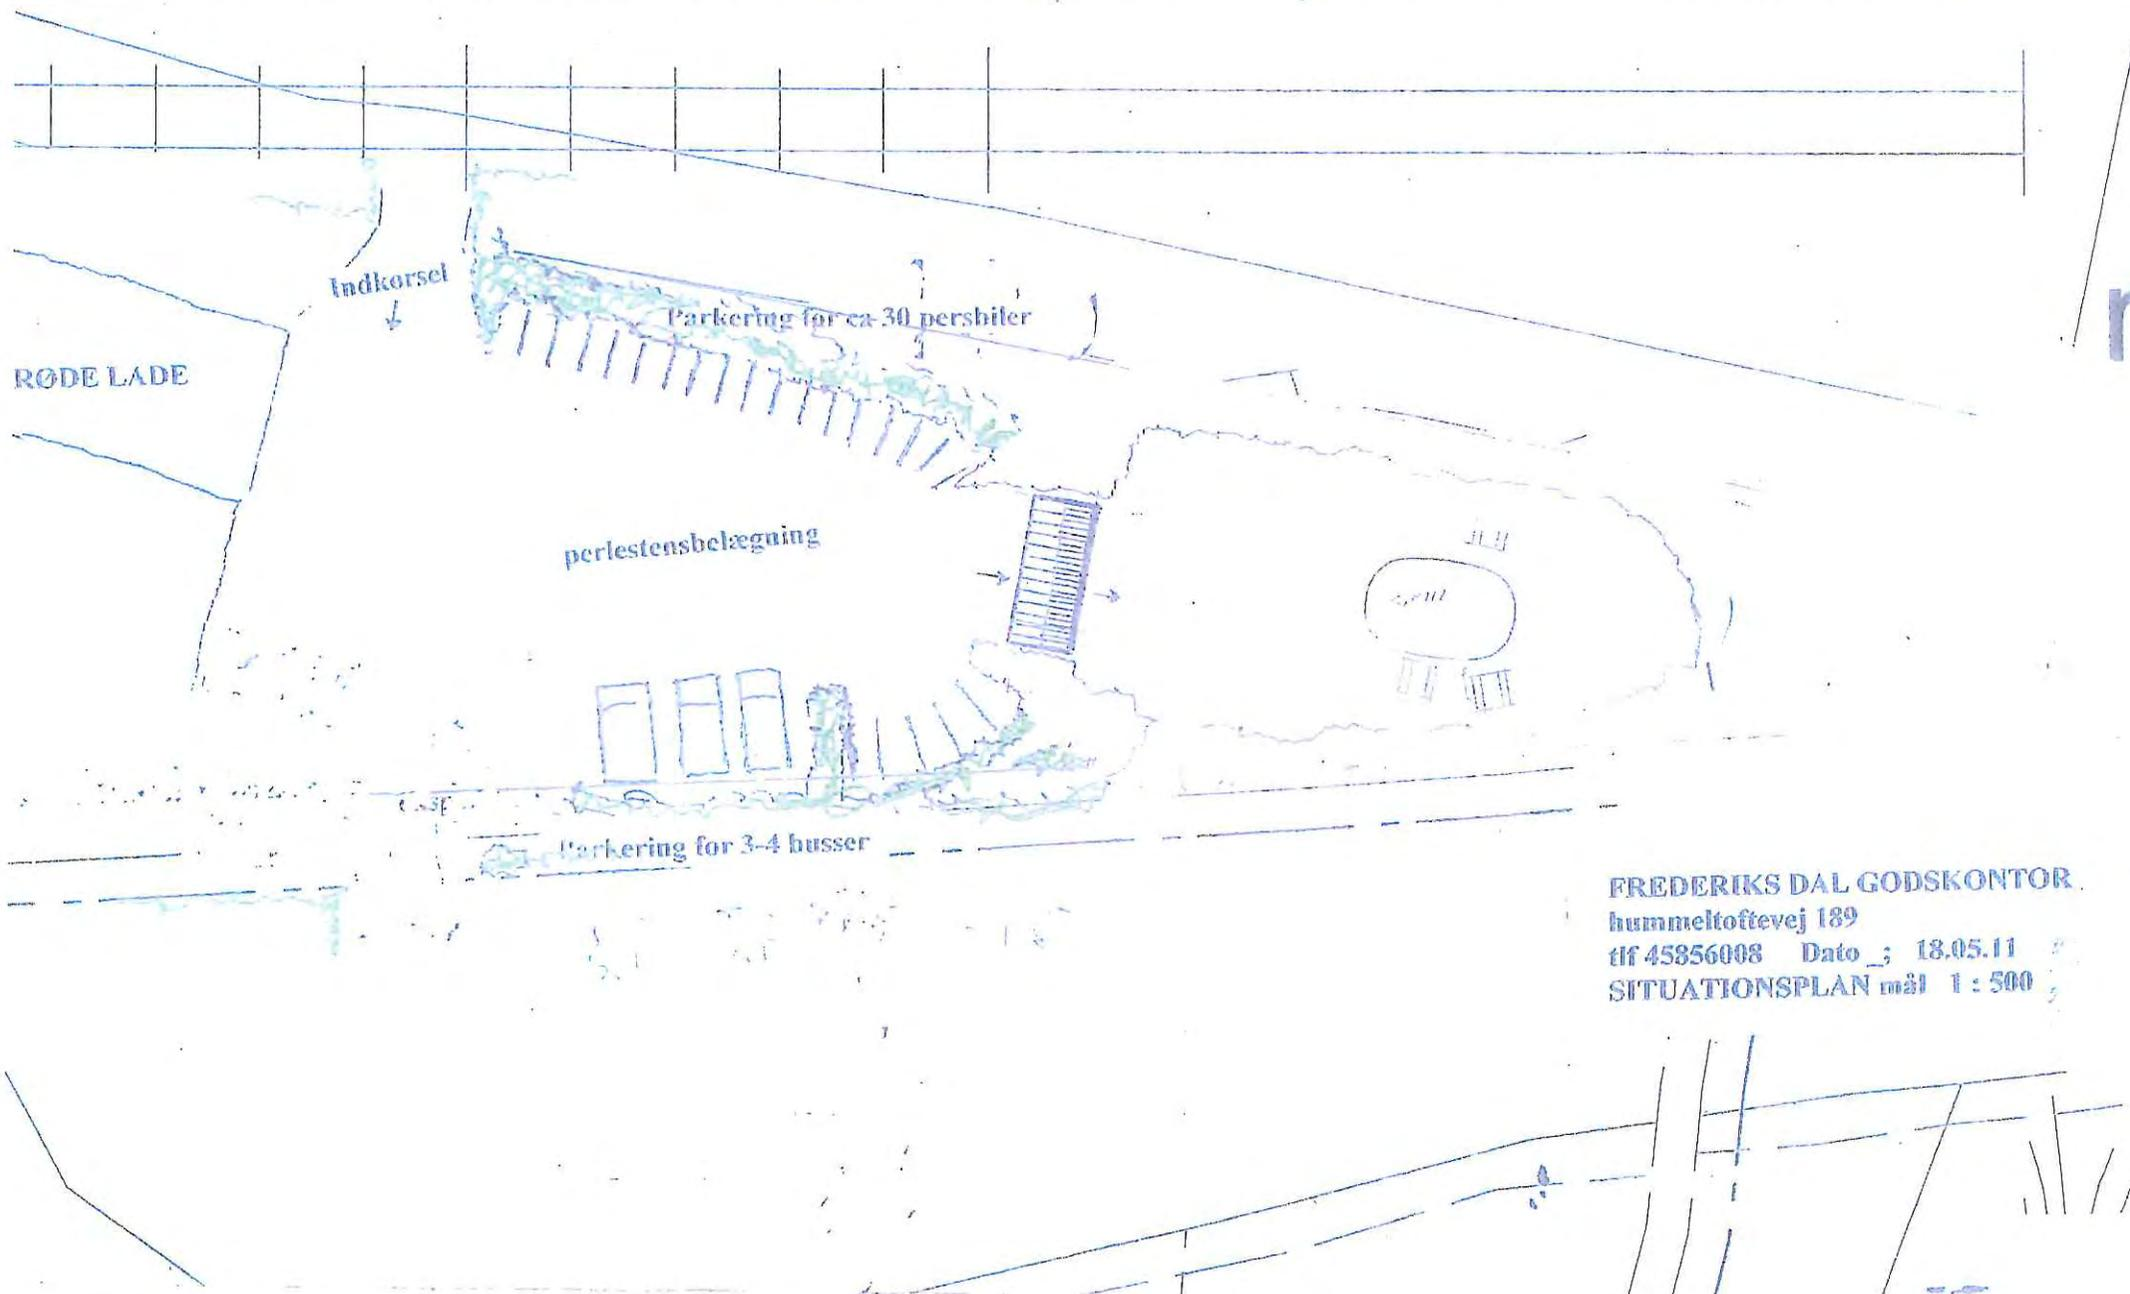 Indkørsel
Parkering for ca 30 persbiler
RØDE LADE
perlestensbelægning
Parkering for 3-4 busser
FREDERIKS DAL GODSKONTOR
hummeltoftevej 189
tlf 45856008 Dato ; 18.05.11
SITUATIONSPLAN mål 1 : 500